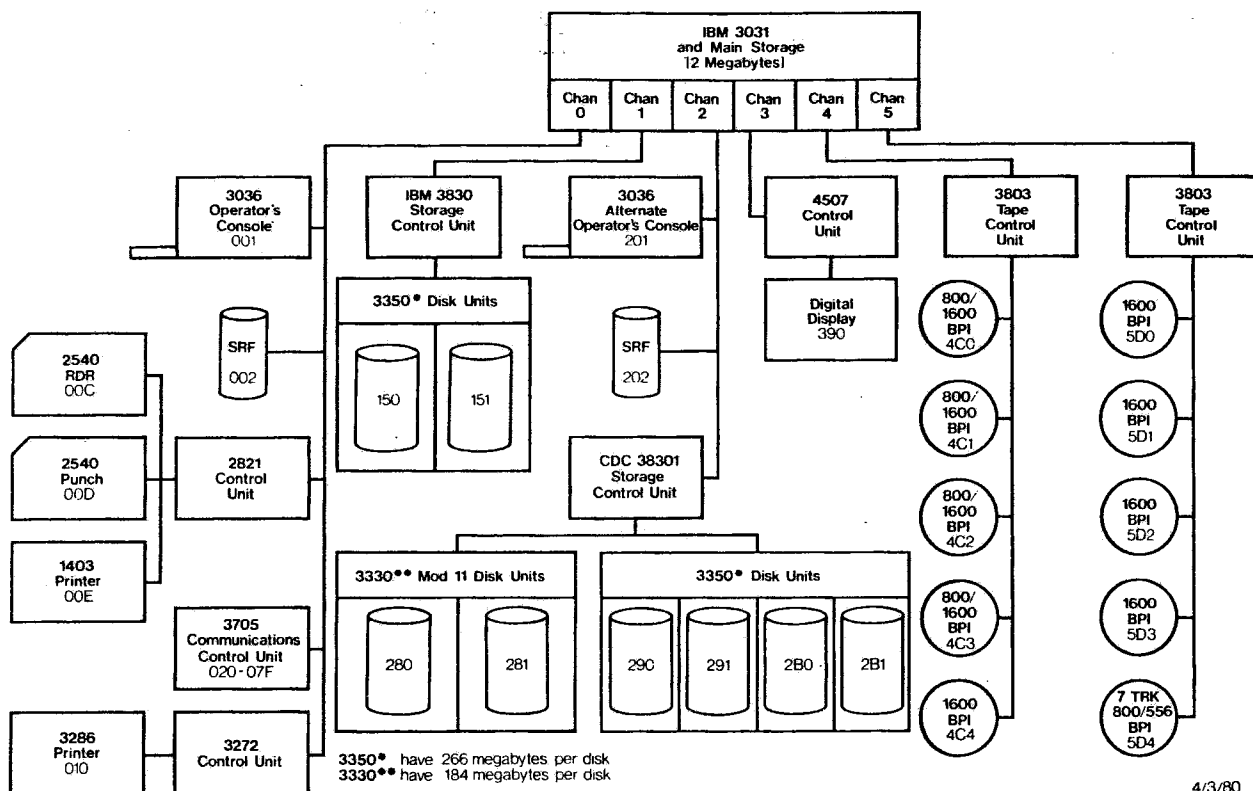 IBM 3031
and Main Storage
[2 Megabytes]
Chan
0
Chan
1
Chan
2
Chan
3
Chan
4
Chan
5
3036
Operator's
Console
001
IBM 3830
Storage
Control Unit
3036
Alternate
Operator's Console
201
4507
Control
Unit
3803
Tape
Control
Unit
3803
Tape
Control
Unit
3350* Disk Units
150
151
SRF
002
SRF
202
Digital
Display
390
2540
RDR
00C
2540
Punch
00D
1403
Printer
00E
2821
Control
Unit
CDC 38301
Storage
Control Unit
3330** Mod 11 Disk Units
280
281
3350* Disk Units
290
291
2B0
2B1
3705
Communications
Control Unit
020-07F
3286
Printer
010
3272
Control Unit
800/
1600
BPI
4C0
800/
1600
BPI
4C1
800/
1600
BPI
4C2
800/
1600
BPI
4C3
1600
BPI
4C4
1600
BPI
5D0
1600
BPI
5D1
1600
BPI
5D2
1600
BPI
5D3
7 TRK
800/556
BPI
5D4
3350* have 266 megabytes per disk
3330** have 184 megabytes per disk
4/3/80